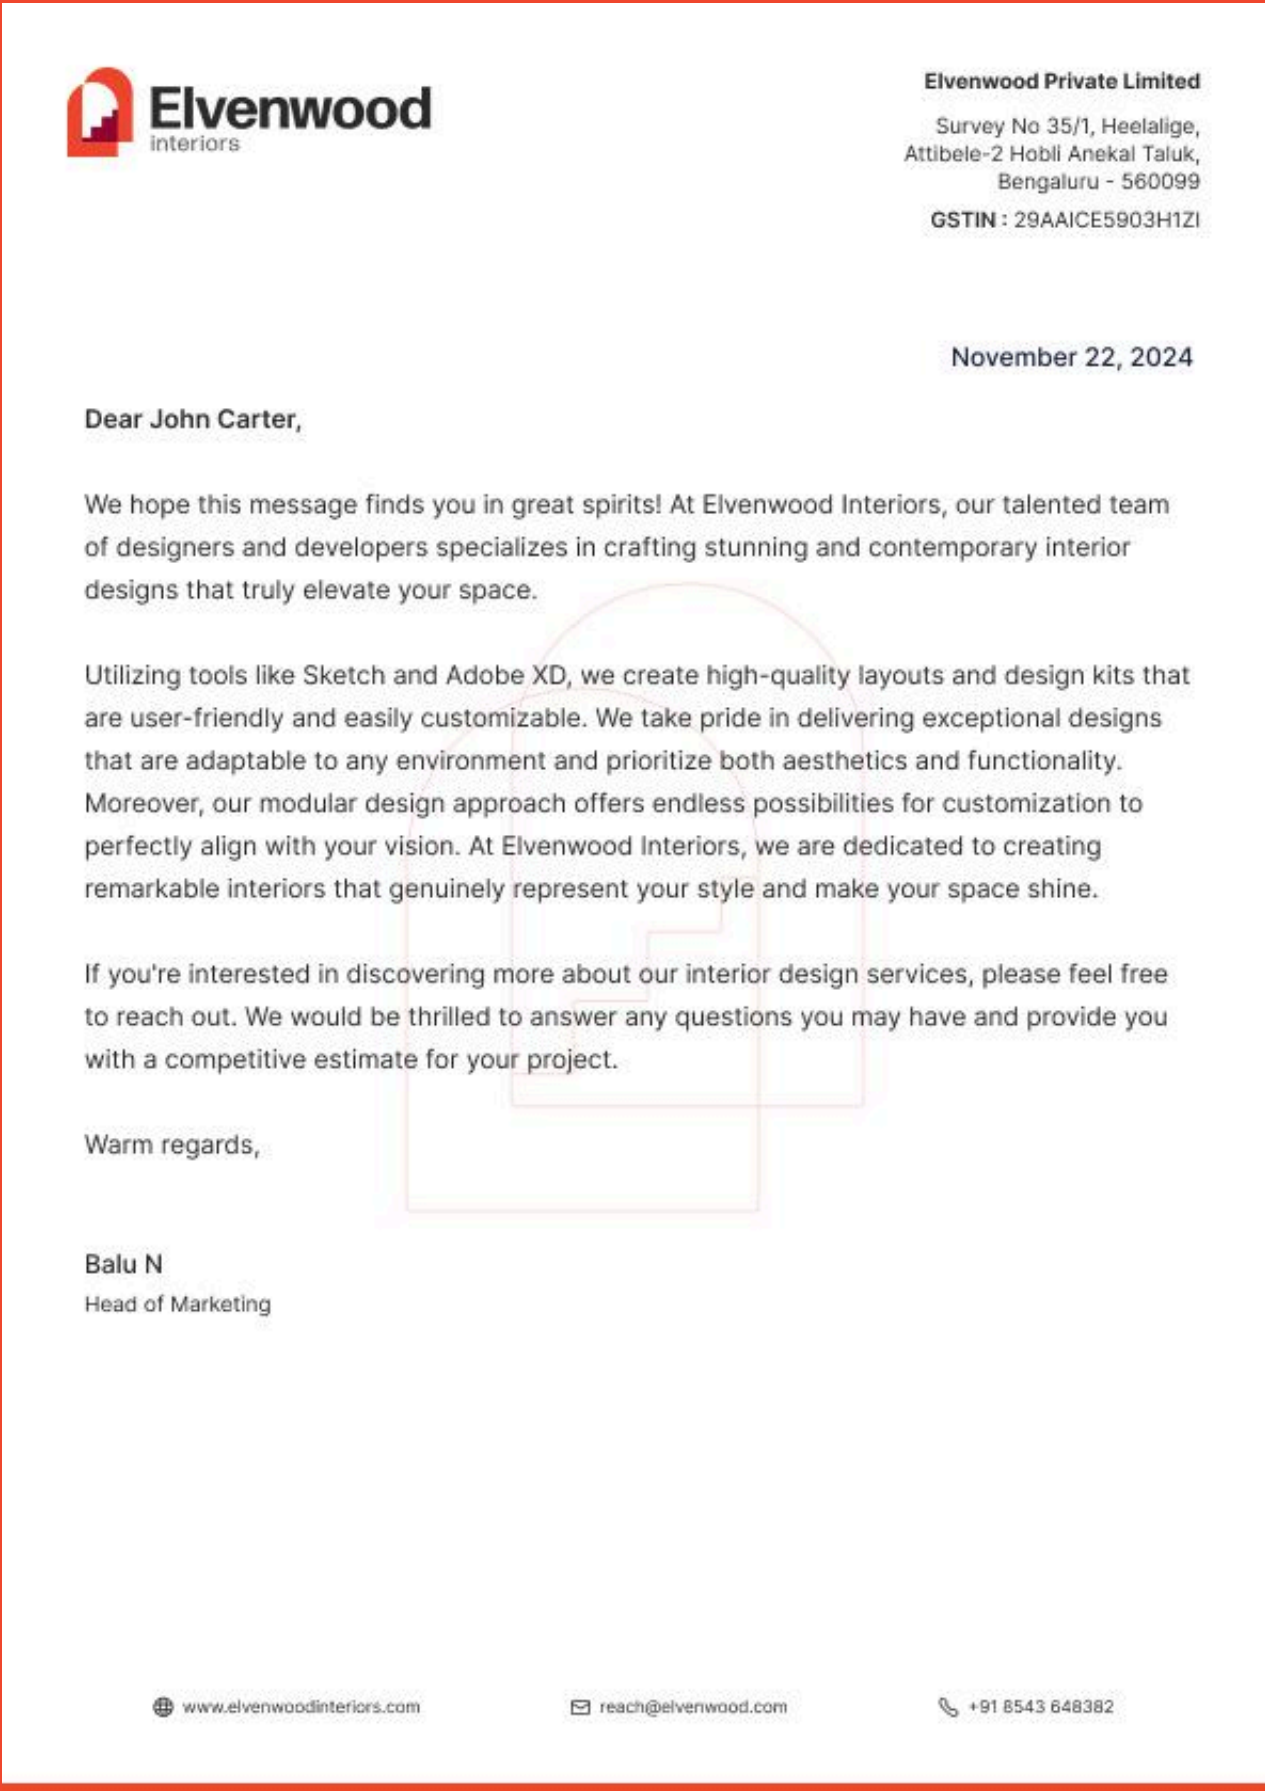 Elvenwood
interiors
Elvenwood Private Limited
Survey No 35/1, Heelalige,
Attibele-2 Hobli Anekal Taluk,
Bengaluru - 560099
GSTIN : 29AAICE5903H1ZI
November 22, 2024
Dear John Carter,
We hope this message finds you in great spirits! At Elvenwood Interiors, our talented team
of designers and developers specializes in crafting stunning and contemporary interior
designs that truly elevate your space.
Utilizing tools like Sketch and Adobe XD, we create high-quality layouts and design kits that
are user-friendly and easily customizable. We take pride in delivering exceptional designs
that are adaptable to any environment and prioritize both aesthetics and functionality.
Moreover, our modular design approach offers endless possibilities for customization to
perfectly align with your vision. At Elvenwood Interiors, we are dedicated to creating
remarkable interiors that genuinely represent your style and make your space shine.
If you're interested in discovering more about our interior design services, please feel free
to reach out. We would be thrilled to answer any questions you may have and provide you
with a competitive estimate for your project.
Warm regards,
Balu N
Head of Marketing
www.elvenwoodinteriors.com
reach@elvenwood.com
+91 8543 648382